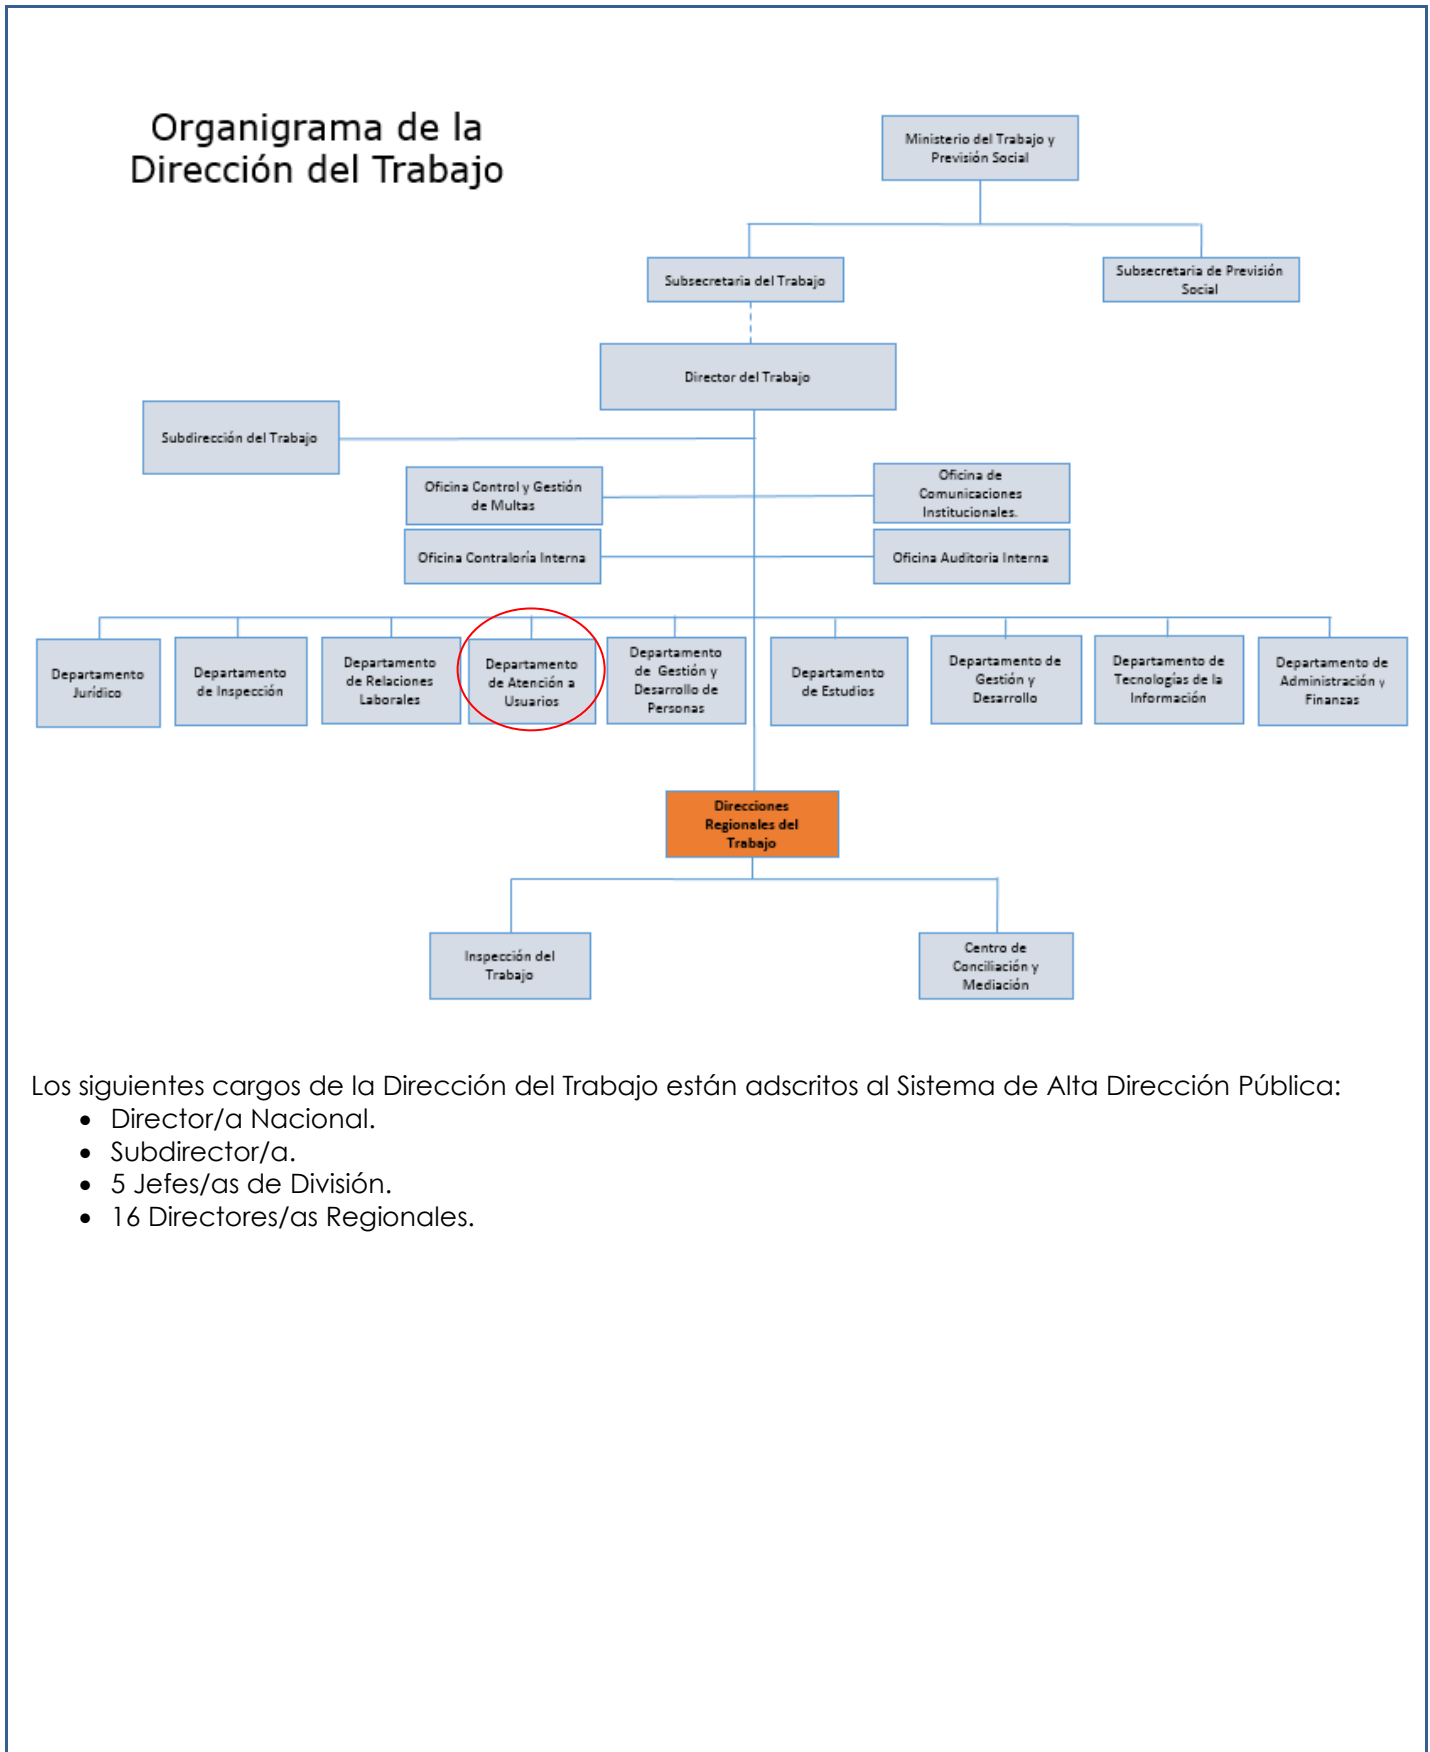 Organigrama de la
Dirección del Trabajo
Ministerio del Trabajo y
Previsión Social
Subsecretaria del Trabajo
Subsecretaria de Previsión
Social
Director del Trabajo
Subdirección del Trabajo
Oficina Control y Gestión
de Multas
Oficina de
Comunicaciones
Institucionales.
Oficina Contraloría Interna
Oficina Auditoria Interna
Departamento
Jurídico
Departamento
de Inspección
Departamento
de Relaciones
Laborales
Departamento
de Atención a
Usuarios
Departamento
de Gestión y
Desarrollo de
Personas
Departamento
de Estudios
Departamento de
Gestión y
Desarrollo
Departamento de
Tecnologías de la
Información
Departamento de
Administración y
Finanzas
Direcciones
Regionales del
Trabajo
Inspección del
Trabajo
Centro de
Conciliación y
Mediación
Los siguientes cargos de la Dirección del Trabajo están adscritos al Sistema de Alta Dirección Pública:
• Director/a Nacional.
• Subdirector/a.
• 5 Jefes/as de División.
• 16 Directores/as Regionales.